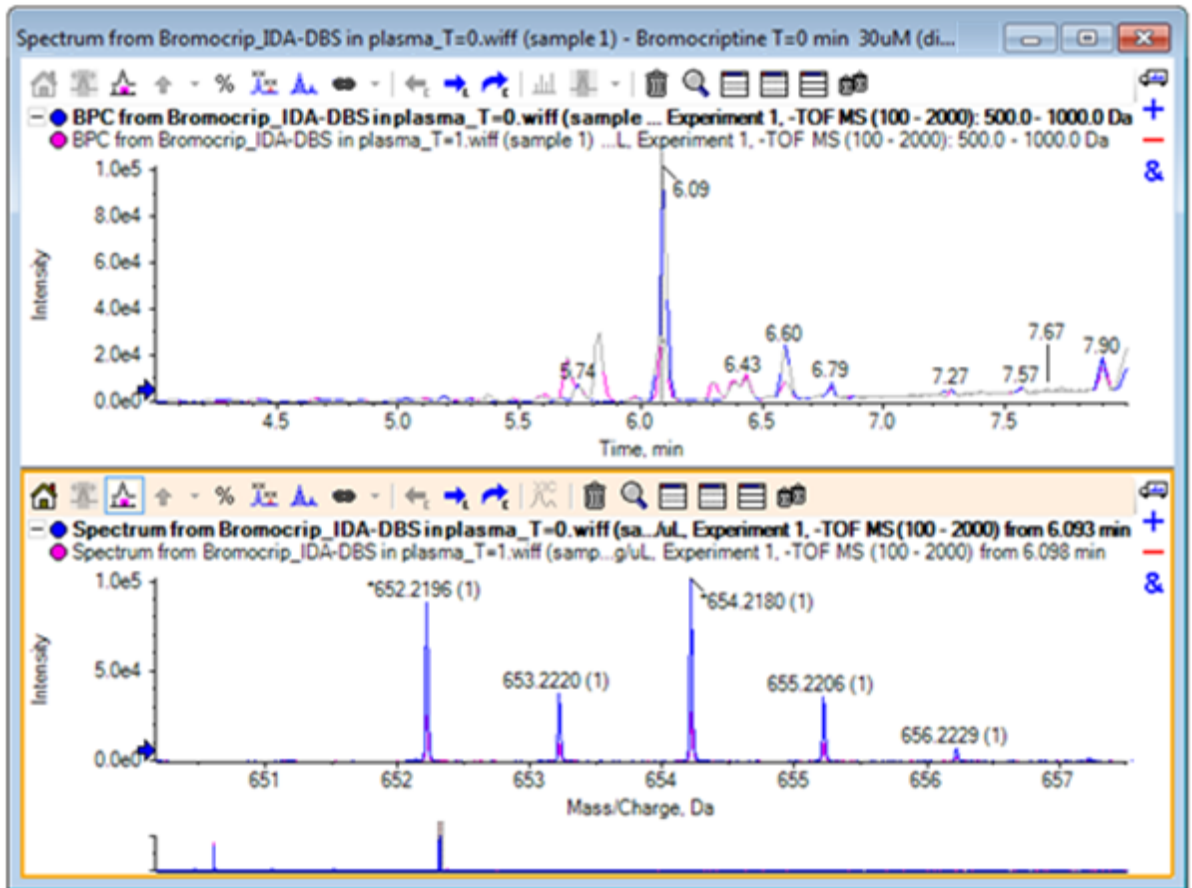 Spectrum from Bromocrip_IDA-DBS in plasma_T=0.wiff (sample 1) - Bromocriptine T=0 min 30uM (di...
%
BPC from Bromocrip_IDA-DBS in plasma_T=0.wiff (sample ... Experiment 1, -TOF MS (100 - 2000): 500.0 - 1000.0 Da
BPC from Bromocrip_IDA-DBS in plasma_T=1.wiff (sample 1) ...L, Experiment 1, -TOF MS (100 - 2000): 500.0 - 1000.0 Da
&
Intensity
1.0e5
8.0e4
6.0e4
4.0e4
2.0e4
0.0e0
6.09
5.74
6.43
6.60
6.79
7.27
7.57
7.67
7.90
4.5 5.0 5.5 6.0 6.5 7.0 7.5
Time, min
%
Spectrum from Bromocrip_IDA-DBS in plasma_T=0.wiff (sa.../uL, Experiment 1, -TOF MS (100 - 2000) from 6.093 min
Spectrum from Bromocrip_IDA-DBS in plasma_T=1.wiff (samp...g/uL, Experiment 1, -TOF MS (100 - 2000) from 6.098 min
&
Intensity
1.0e5
5.0e4
0.0e0
*652.2196 (1)
653.2220 (1)
*654.2180 (1)
655.2206 (1)
656.2229 (1)
651 652 653 654 655 656 657
Mass/Charge, Da